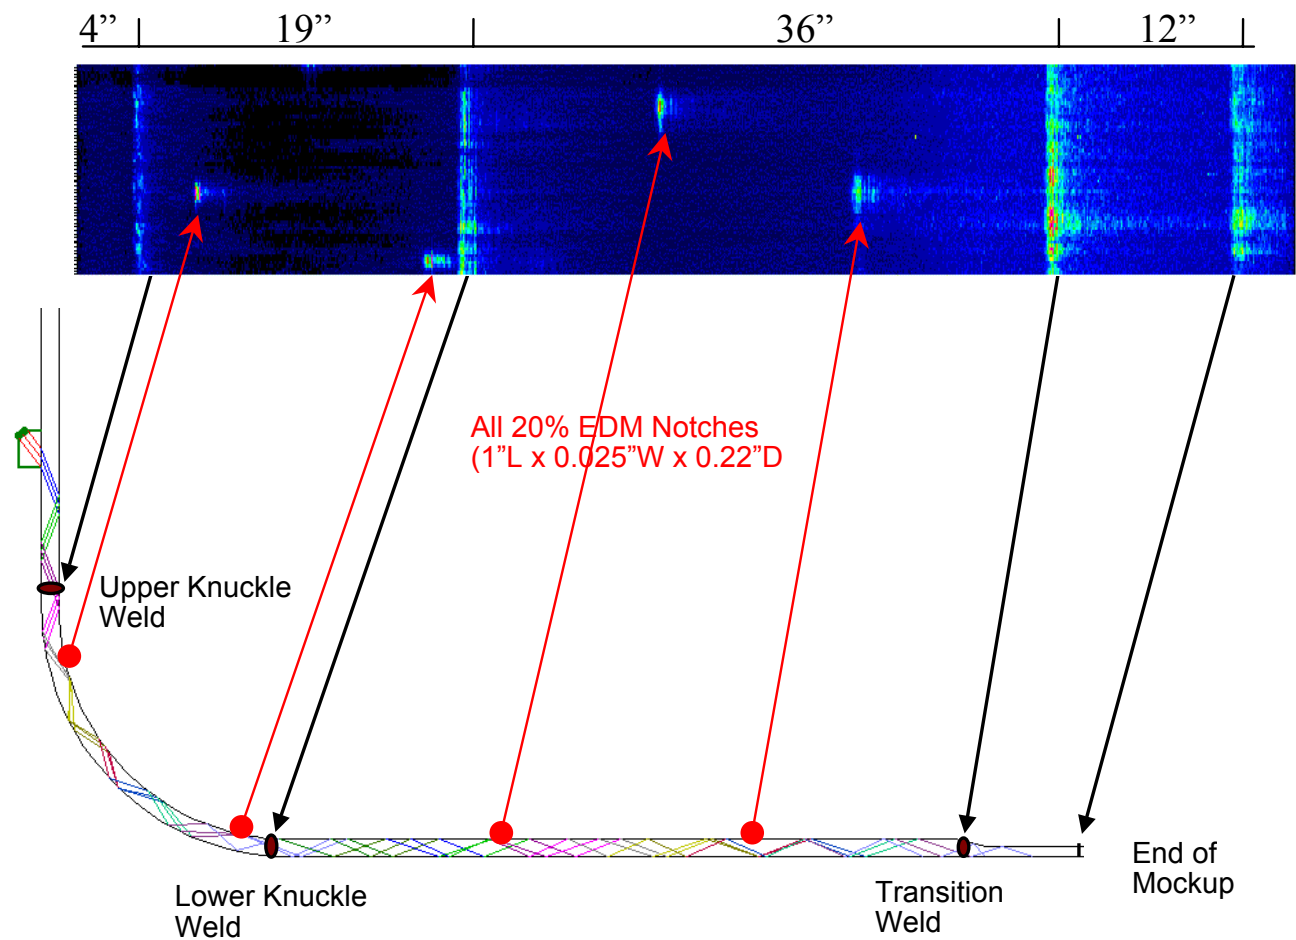 4” 19” 36” 12”
All 20% EDM Notches
(1”L x 0.025”W x 0.22”D
Upper Knuckle
Weld
Lower Knuckle
Weld
Transition
Weld
End of
Mockup